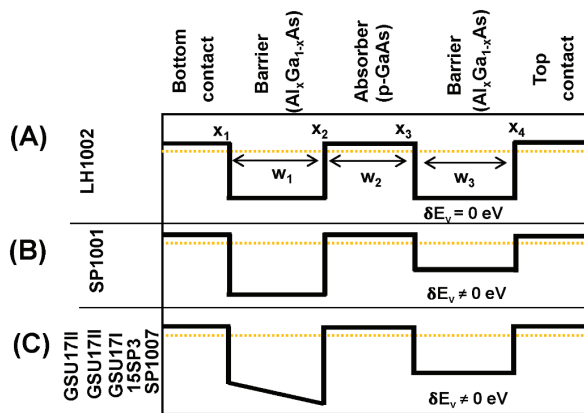 Bottom
contact
Barrier
(AlxGa1-xAs)
Absorber
(p-GaAs)
Barrier
(AlxGa1-xAs)
Top
contact
(A)
LH1002
x1
x2
x3
x4
w1
w2
w3
δEv = 0 eV
(B)
SP1001
δEv ≠ 0 eV
(C)
GSU17II
GSU17II
GSU17I
15SP3
SP1007
δEv ≠ 0 eV